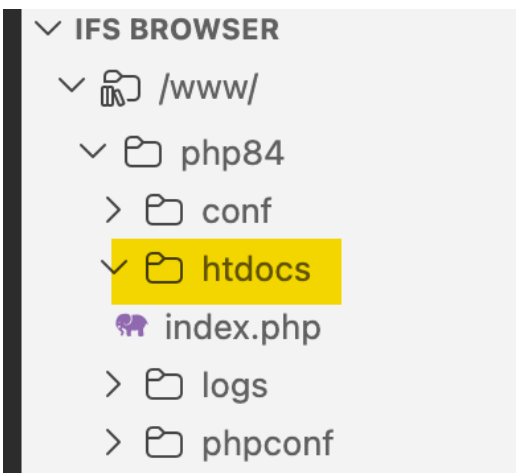 IFS BROWSER
/www/
php84
conf
htdocs
index.php
logs
phpconf